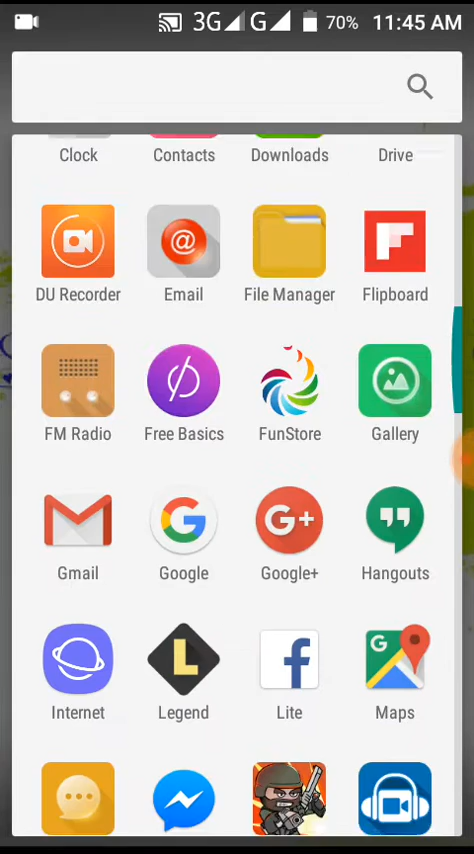 3G G 70% 11:45 AM
Clock Contacts Downloads Drive
DU Recorder Email File Manager Flipboard
FM Radio Free Basics FunStore Gallery
Gmail Google Google+ Hangouts
Internet Legend Lite Maps